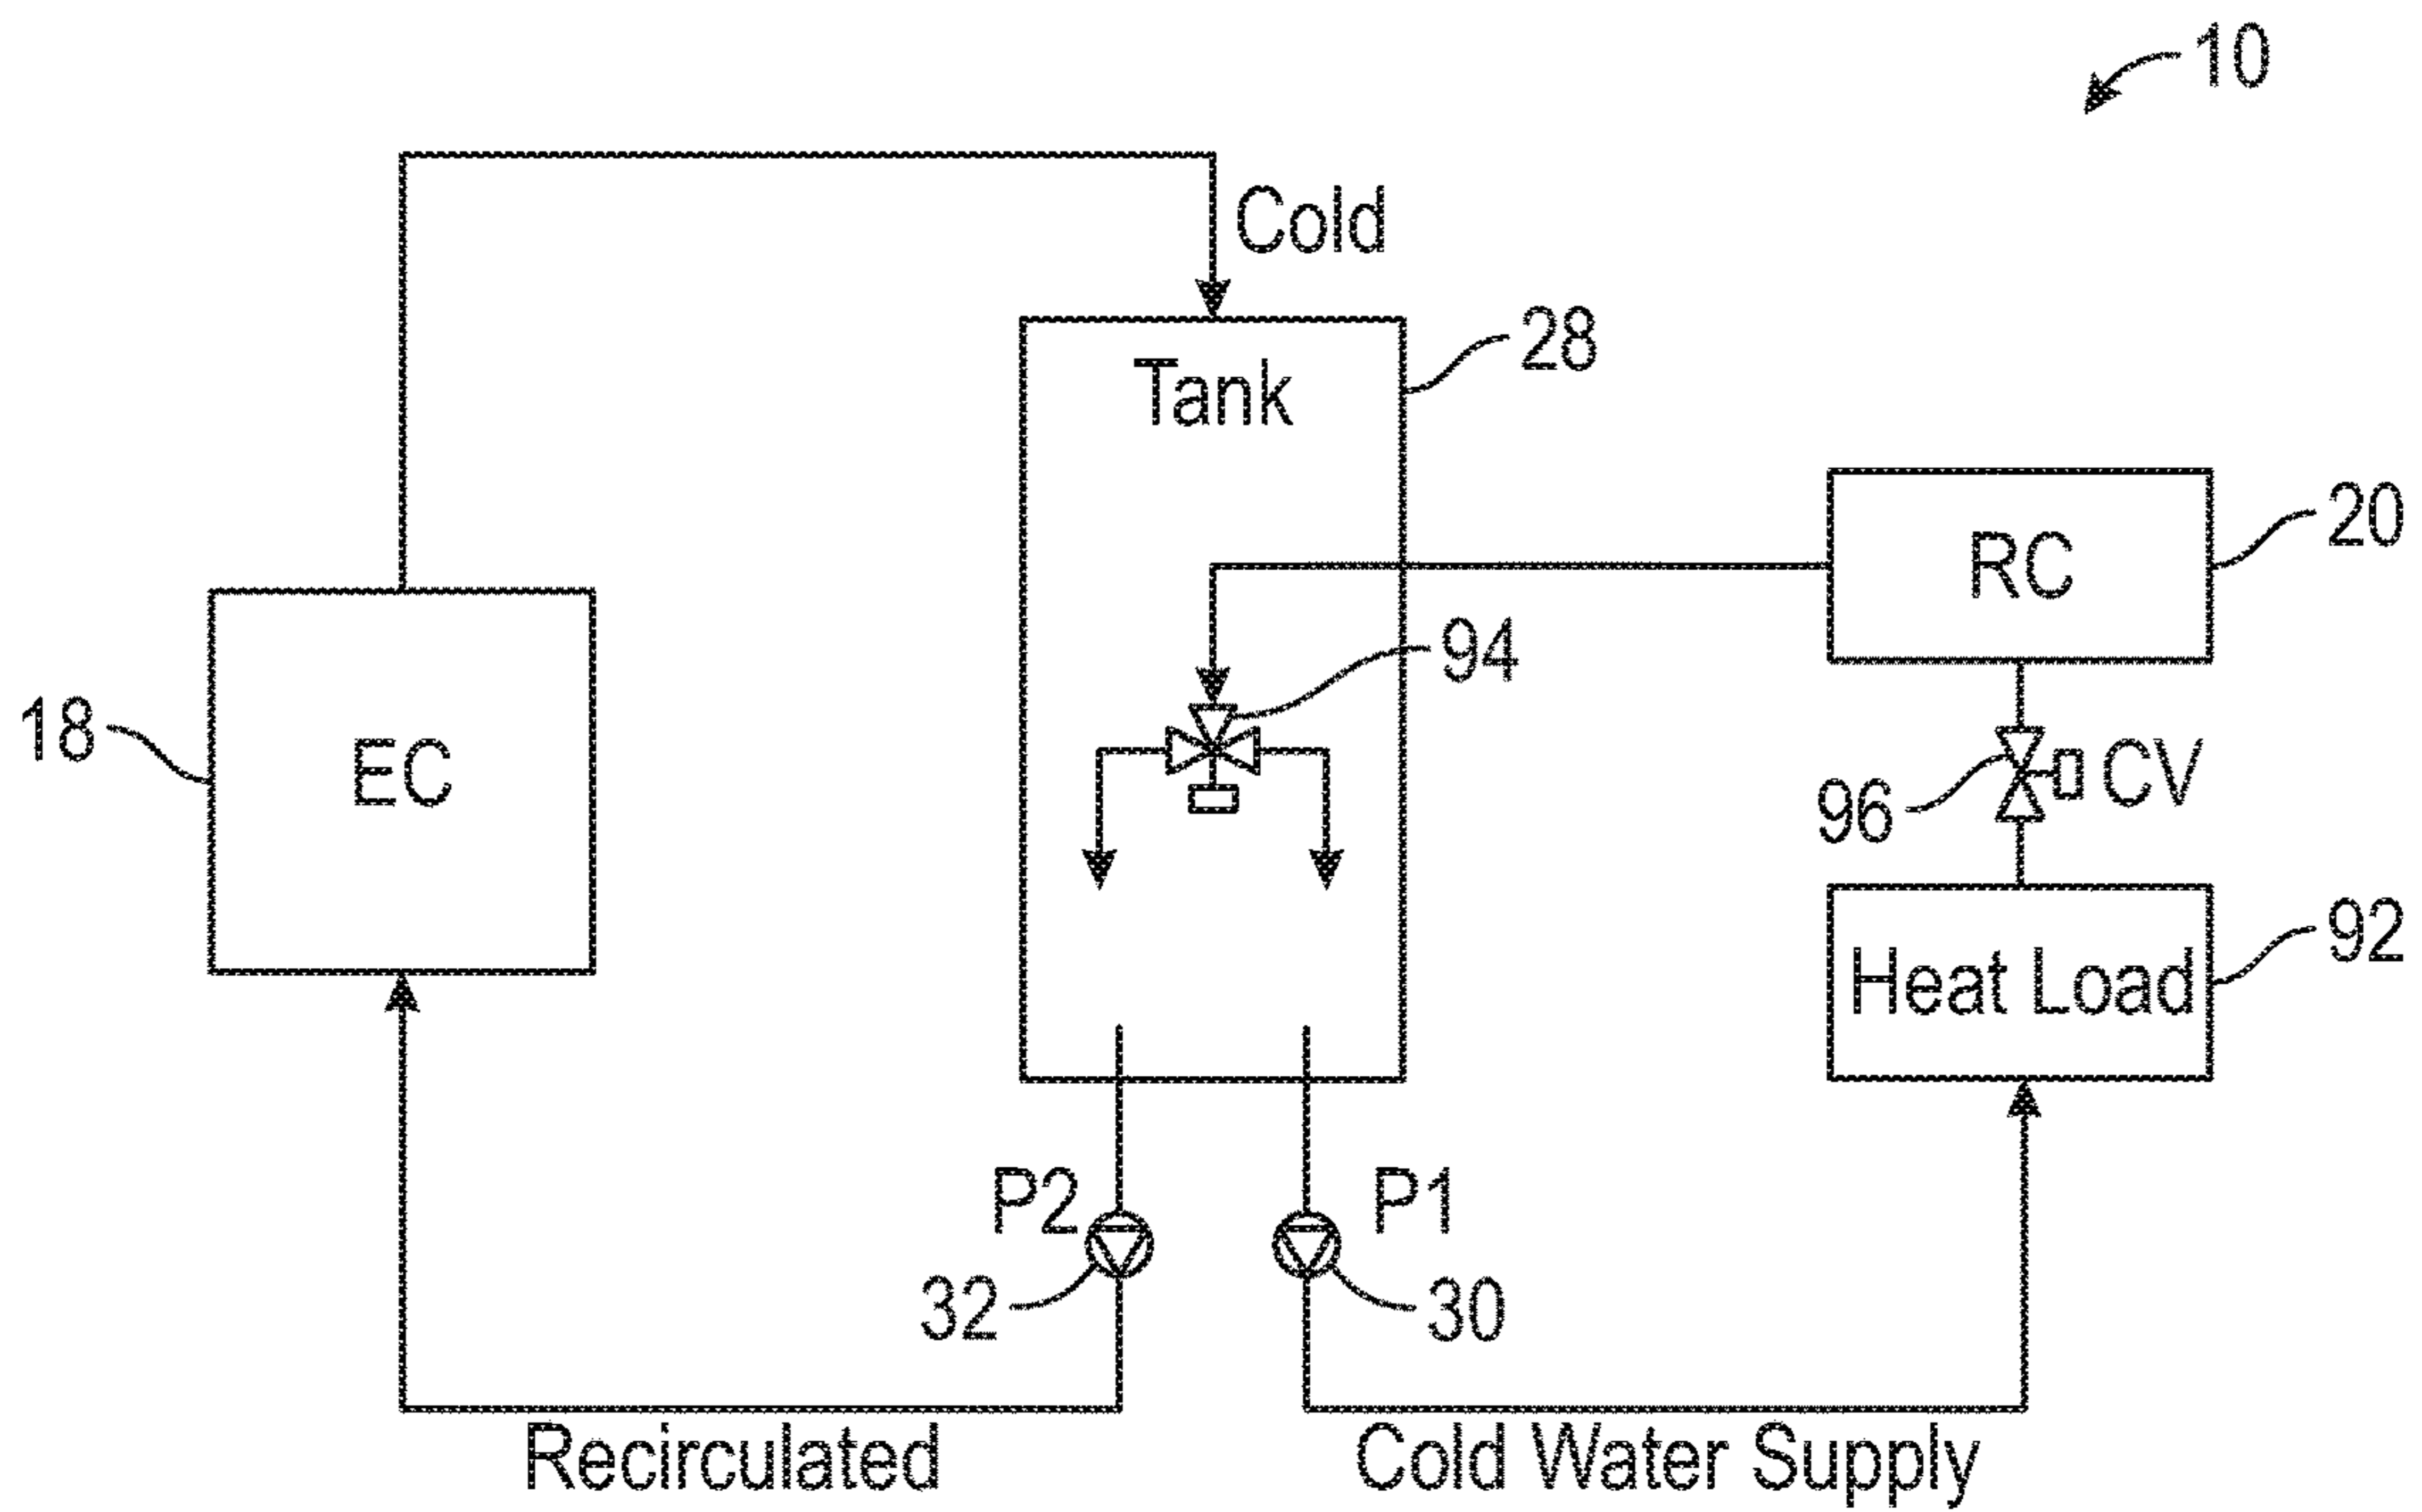 10
Cold
28
Tank
20
RC
94
18
EC
96
CV
92
Heat Load
P2
P1
32
30
Recirculated
Cold Water Supply